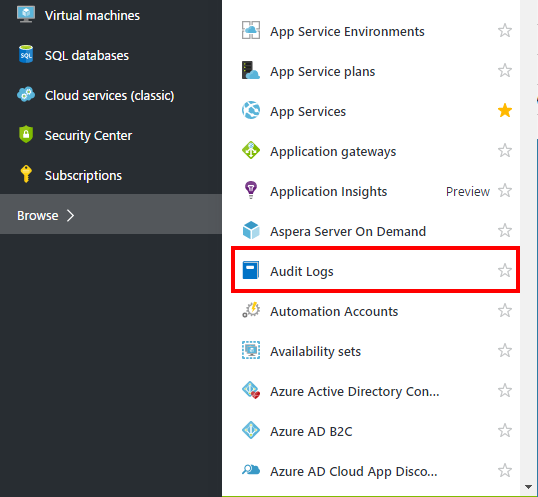 Virtual machines
SQL databases
Cloud services (classic)
Security Center
Subscriptions
Browse
App Service Environments
App Service plans
App Services
Application gateways
Application Insights Preview
Aspera Server On Demand
Audit Logs
Automation Accounts
Availability sets
Azure Active Directory Con...
Azure AD B2C
Azure AD Cloud App Disco...